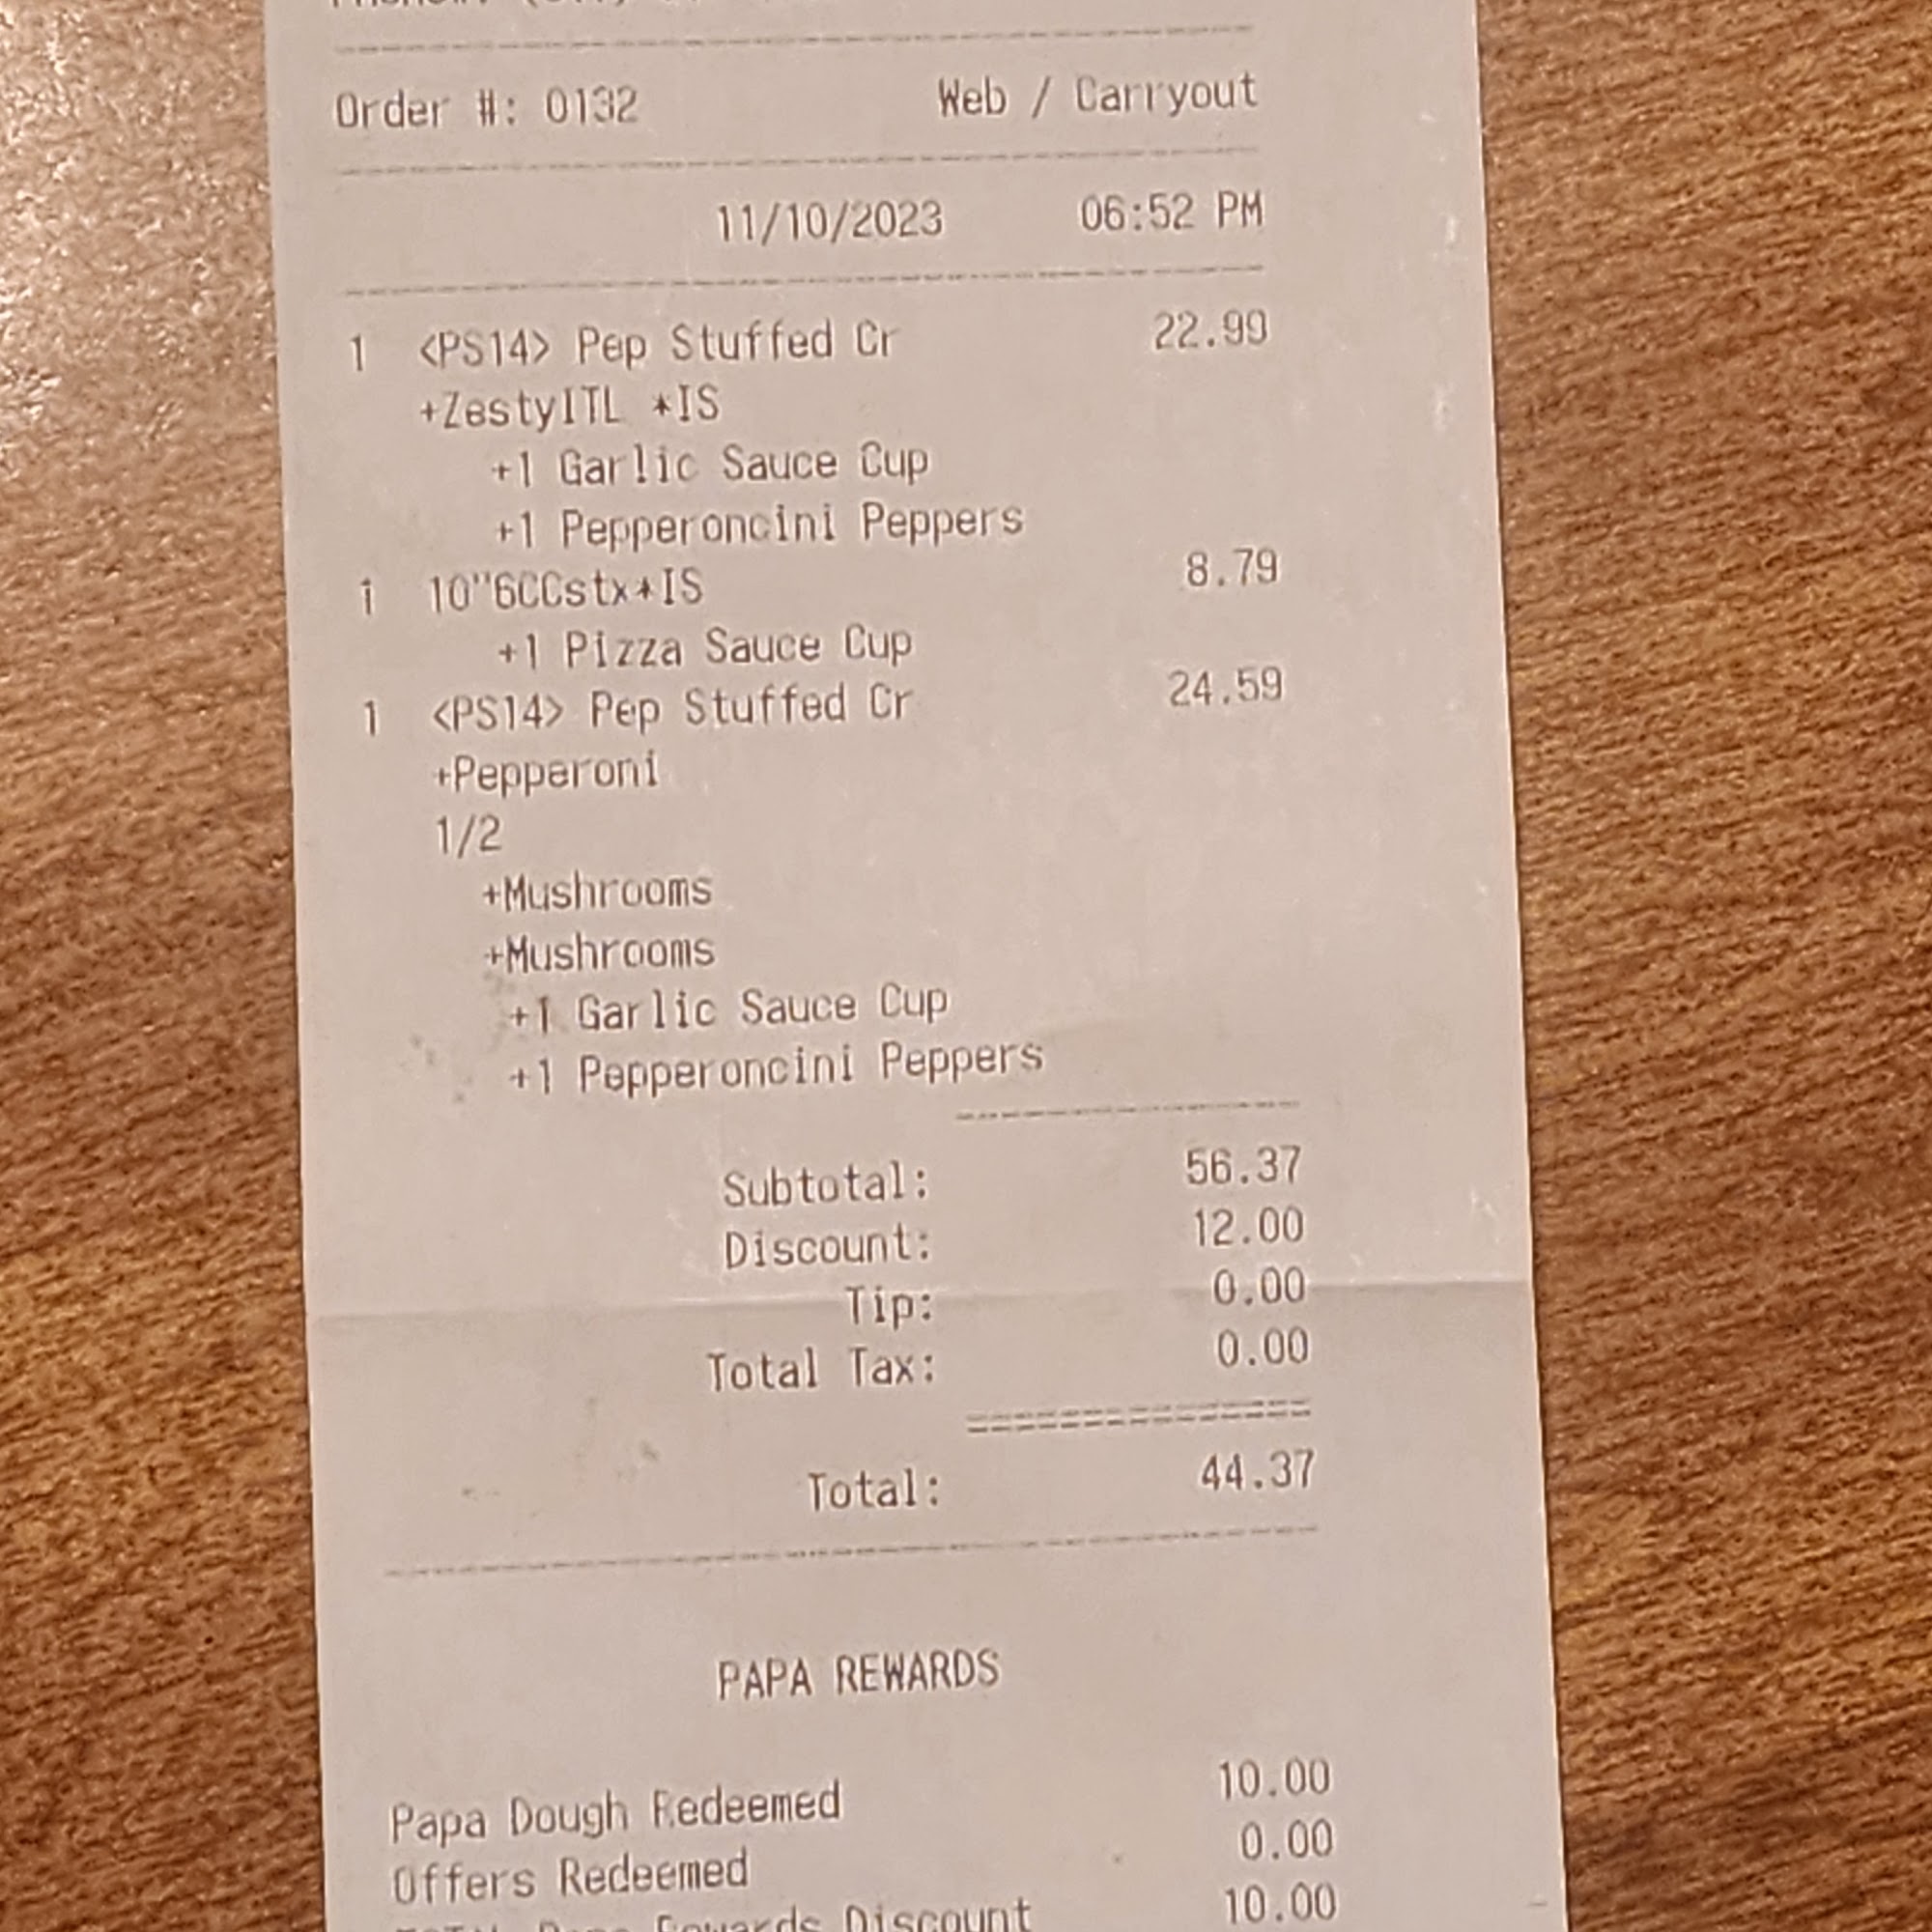 Order #: 0132 Web / Carryout
11/10/2023 06:52 PM
1 <PS14> Pep Stuffed Cr 22.99
+ZestyITL *IS
+1 Garlic Sauce Cup
+1 Pepperoncini Peppers
1 10"6CCstx*IS 8.79
+1 Pizza Sauce Cup
1 <PS14> Pep Stuffed Cr 24.59
+Pepperoni
1/2
+Mushrooms
+Mushrooms
+1 Garlic Sauce Cup
+1 Pepperoncini Peppers
Subtotal: 56.37
Discount: 12.00
Tip: 0.00
Total Tax: 0.00
Total: 44.37
PAPA REWARDS
Papa Dough Redeemed 10.00
Offers Redeemed 0.00
Discount 10.00